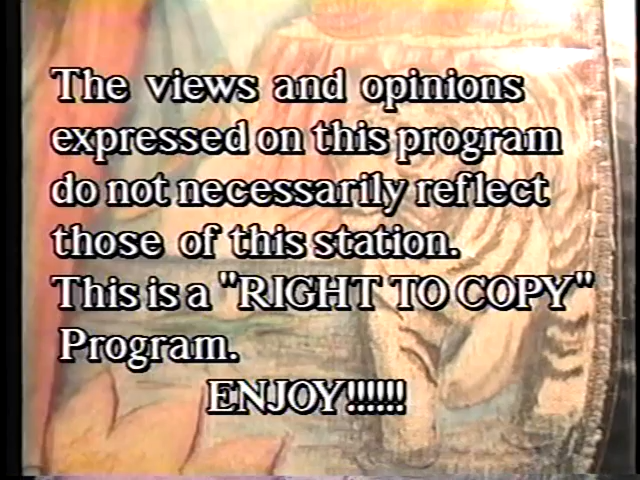 The views and opinions
expressed on this program
do not necessarily reflect
those of this station.
This is a "RIGHT TO COPY"
Program.
ENJOY!!!!!!